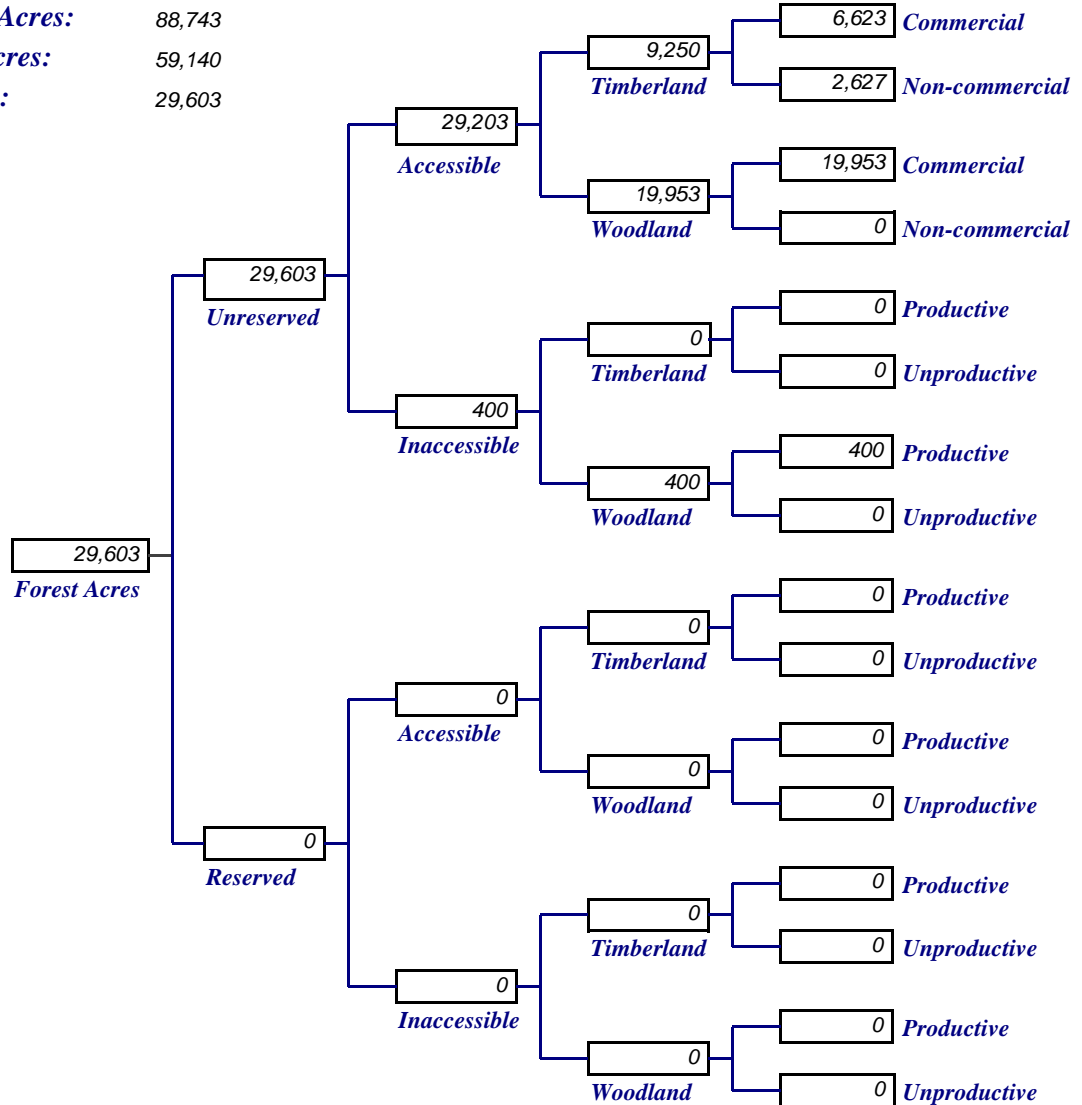 Acres: 88,743
cres: 59,140
: 29,603
6,623 Commercial
9,250
Timberland
2,627 Non-commercial
29,203
Accessible
19,953 Commercial
19,953
Woodland
0 Non-commercial
29,603
Unreserved
0 Productive
0
Timberland
0 Unproductive
400
Inaccessible
400 Productive
400
Woodland
0 Unproductive
29,603
Forest Acres
0 Productive
0
Timberland
0 Unproductive
0
Accessible
0 Productive
0
Woodland
0 Unproductive
0
Reserved
0 Productive
0
Timberland
0 Unproductive
0
Inaccessible
0 Productive
0
Woodland
0 Unproductive